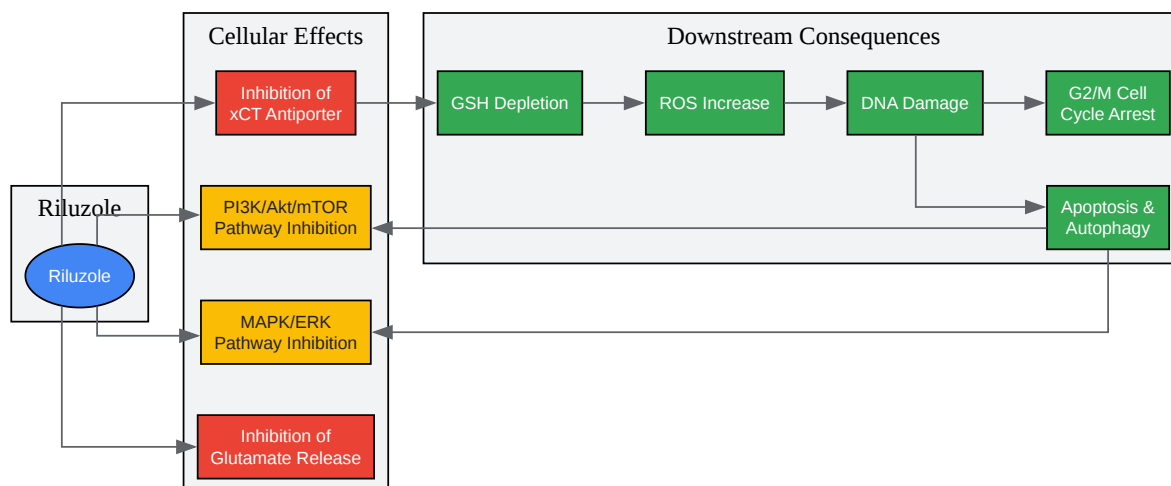 Cellular Effects
Downstream Consequences
Inhibition of
xCT Antiporter
GSH Depletion
ROS Increase
DNA Damage
G2/M Cell
Cycle Arrest
Riluzole
Riluzole
PI3K/Akt/mTOR
Pathway Inhibition
Apoptosis &
Autophagy
MAPK/ERK
Pathway Inhibition
Inhibition of
Glutamate Release